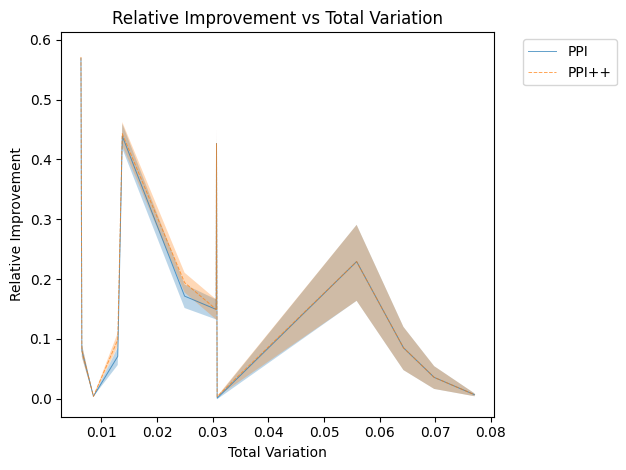 Relative Improvement vs Total Variation
PPI
PPI++
Relative Improvement
0.6
0.5
0.4
0.3
0.2
0.1
0.0
0.01 0.02 0.03 0.04 0.05 0.06 0.07 0.08
Total Variation